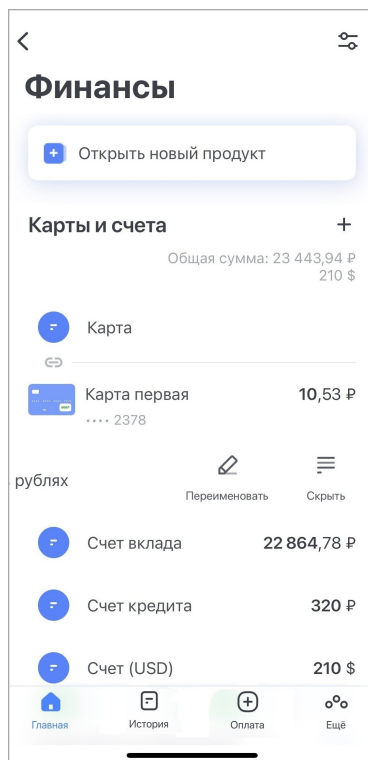 Финансы
Открыть новый продукт
Карты и счета
Общая сумма: 23 443,94 ₽
210 $
Карта
Карта первая 10,53 ₽
•••• 2378
рублях
Переименовать Скрыть
Счет вклада 22 864,78 ₽
Счет кредита 320 ₽
Счет (USD) 210 $
Главная История Оплата Ещё